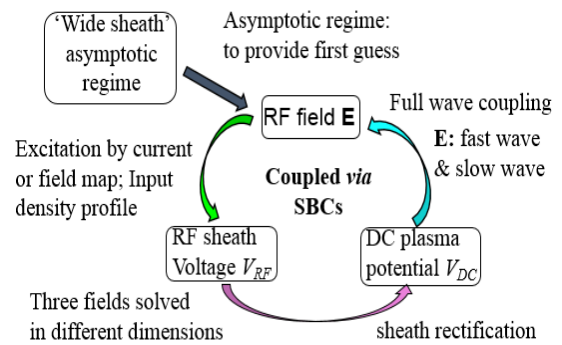 ‘Wide sheath’
asymptotic
regime
Asymptotic regime:
to provide first guess
RF field E
Full wave coupling
E: fast wave
& slow wave
Excitation by current
or field map; Input
density profile
Coupled via
SBCs
RF sheath
Voltage VRF
DC plasma
potential VDC
Three fields solved
in different dimensions
sheath rectification